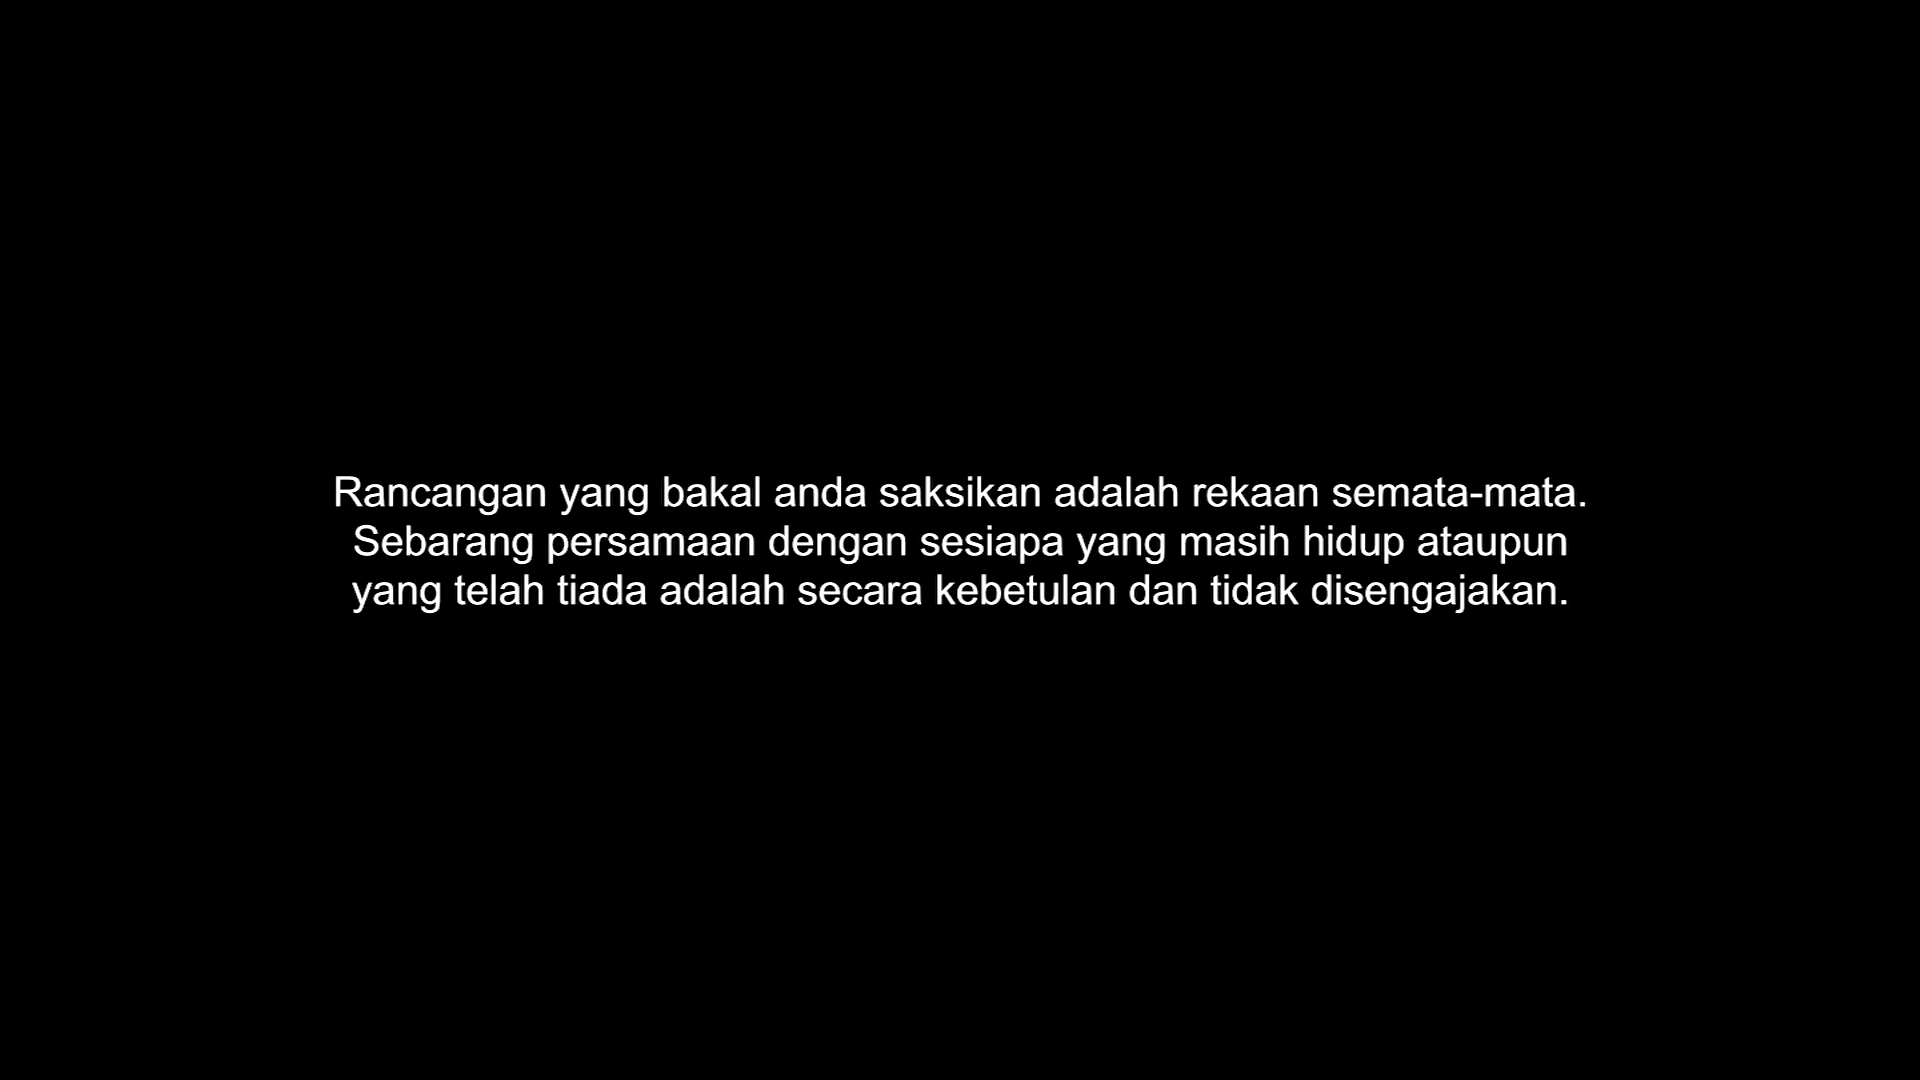 Rancangan yang bakal anda saksikan adalah rekaan semata-mata.
Sebarang persamaan dengan sesiapa yang masih hidup ataupun
yang telah tiada adalah secara kebetulan dan tidak disengajakan.